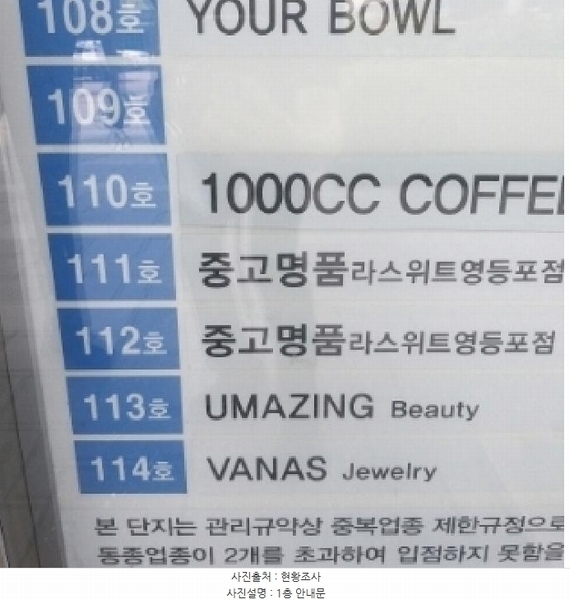 108호 YOUR BOWL
109호
110호 1000CC COFFEE
111호 중고명품라스위트영등포점
112호 중고명품라스위트영등포점
113호 UMAZING Beauty
114호 VANAS Jewelry
본 단지는 관리규약상 중복업종 제한규정으로
동종업종이 2개를 초과하여 입점하지 못함을
사진출처 : 현황조사
사진설명 : 1층 안내문